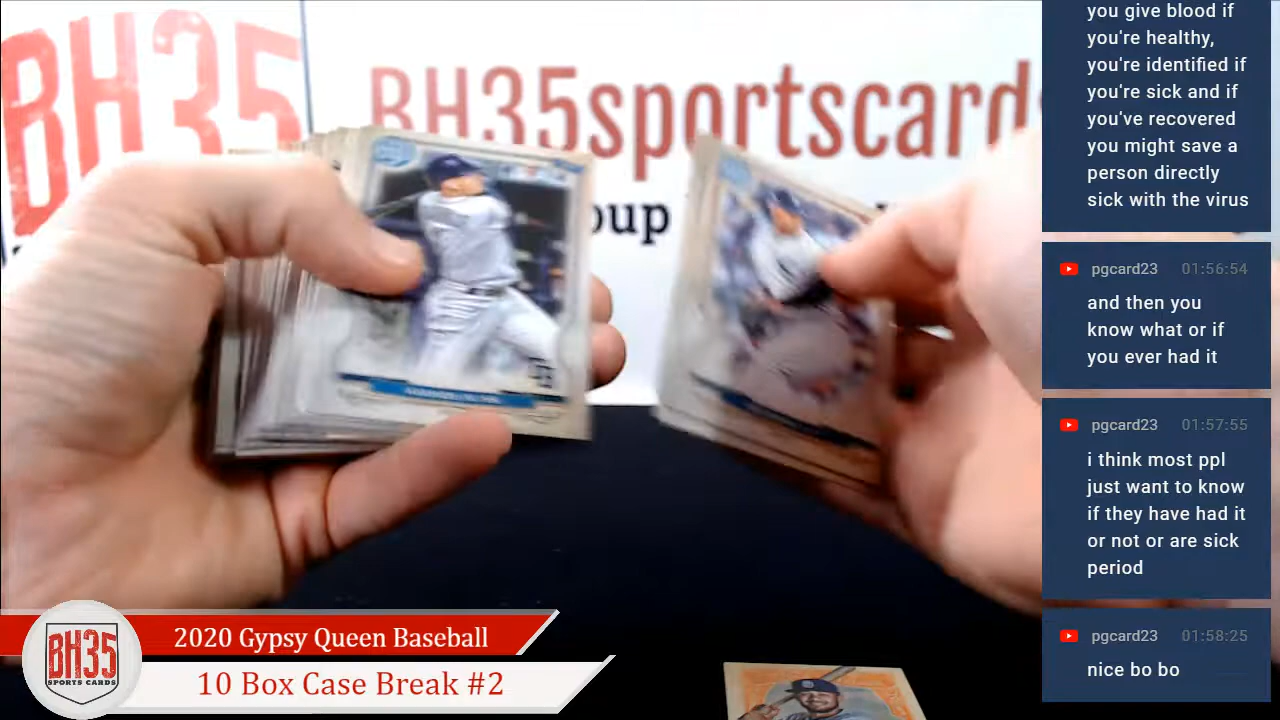 BH35
BH35sportscards
oup
you give blood if
you're healthy,
you're identified if
you're sick and if
you've recovered
you might save a
person directly
sick with the virus
pgcard23 01:56:54
and then you
know what or if
you ever had it
pgcard23 01:57:55
i think most ppl
just want to know
if they have had it
or not or are sick
period
pgcard23 01:58:25
nice bo bo
BH35
SPORTS CARDS
2020 Gypsy Queen Baseball
10 Box Case Break #2